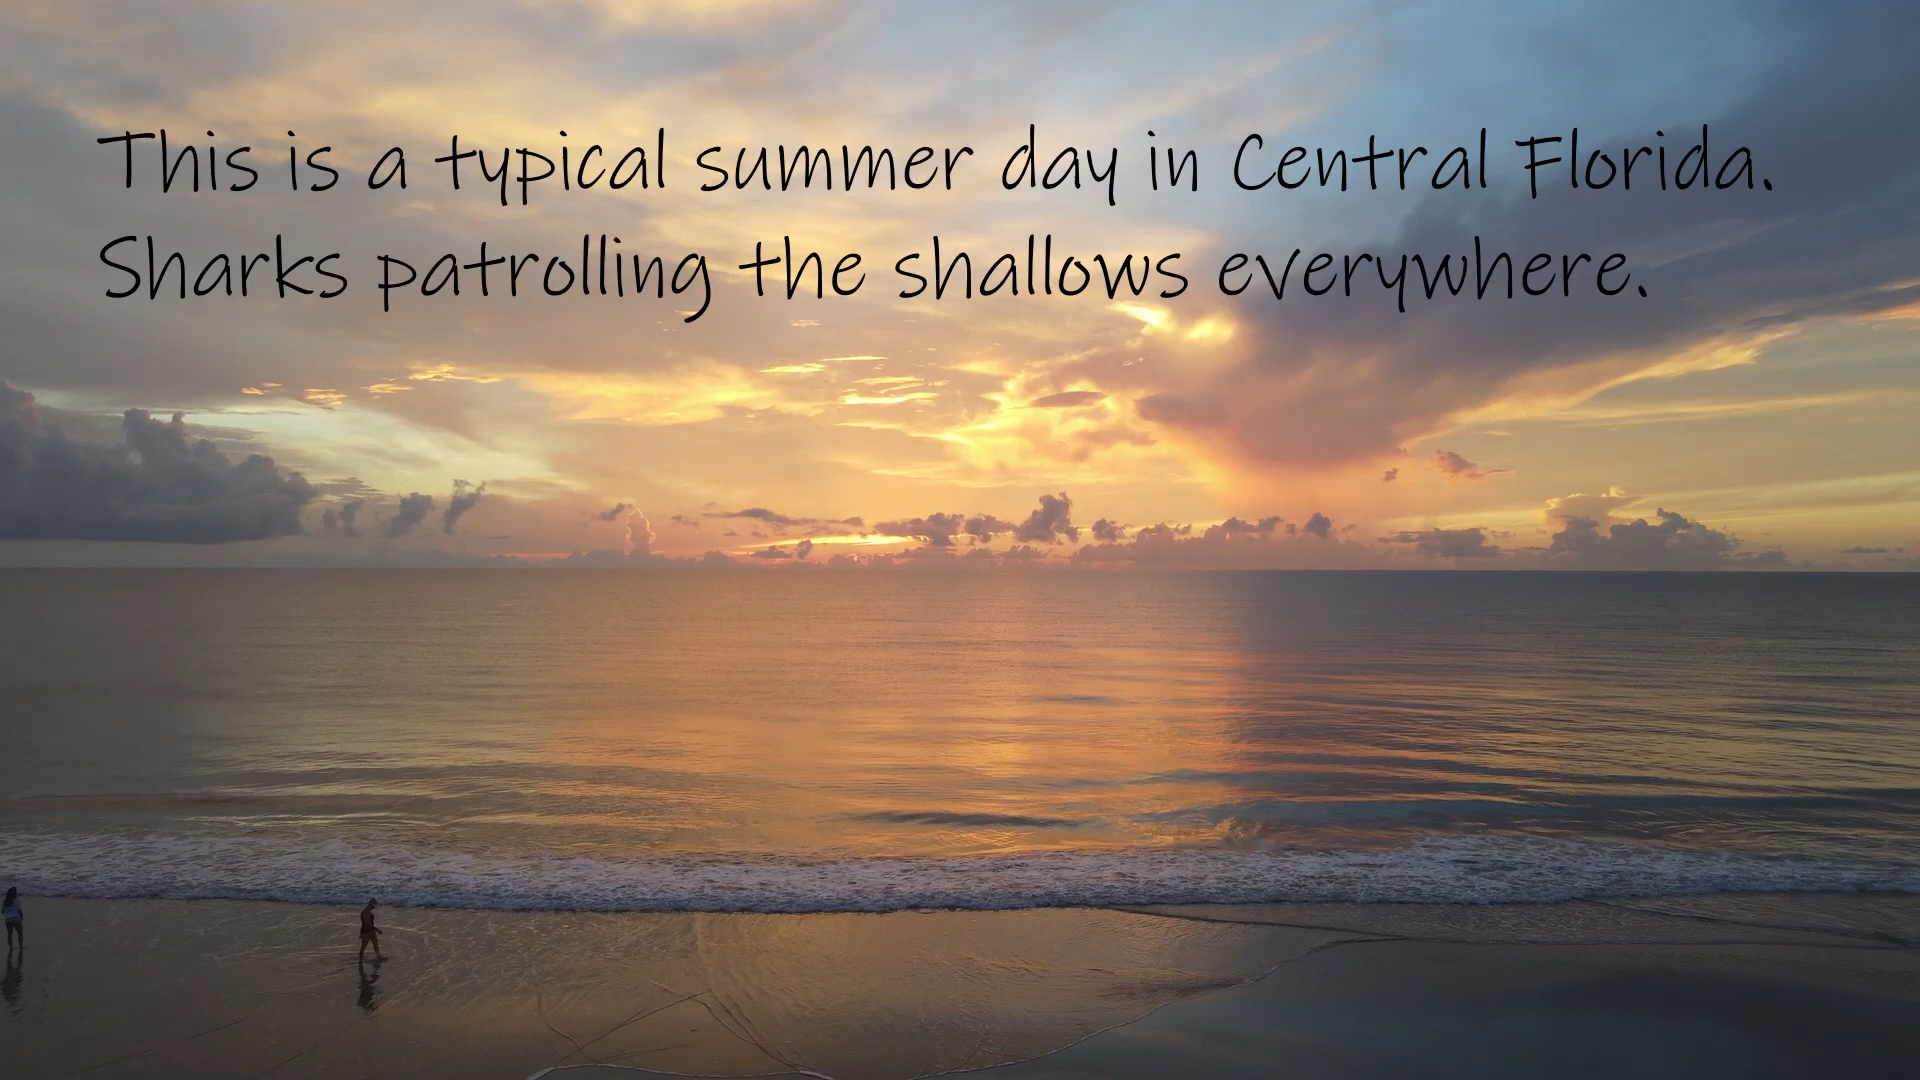 This is a typical summer day in Central Florida.
Sharks patrolling the shallows everywhere.